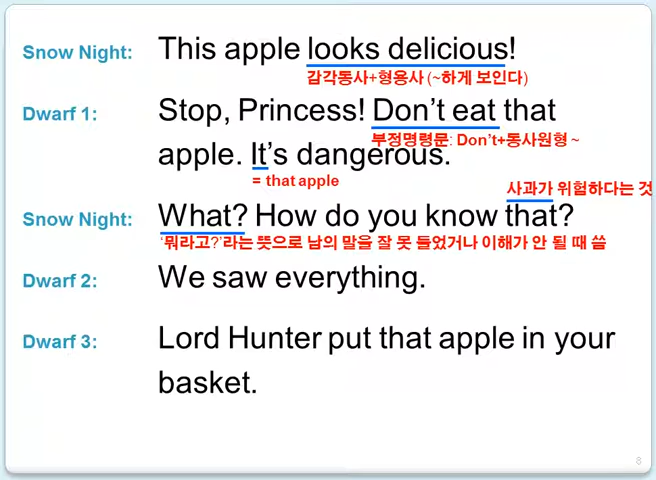 Snow Night: This apple looks delicious!
감각동사+형용사 (~하게 보인다)
Dwarf 1: Stop, Princess! Don't eat that
부정명령문: Don't+동사원형 ~
apple. It's dangerous.
= that apple
사과가 위험하다는 것
Snow Night: What? How do you know that?
'뭐라고?'라는 뜻으로 남의 말을 잘 못 들었거나 이해가 안 될 때 씀
Dwarf 2: We saw everything.
Dwarf 3: Lord Hunter put that apple in your
basket.
8